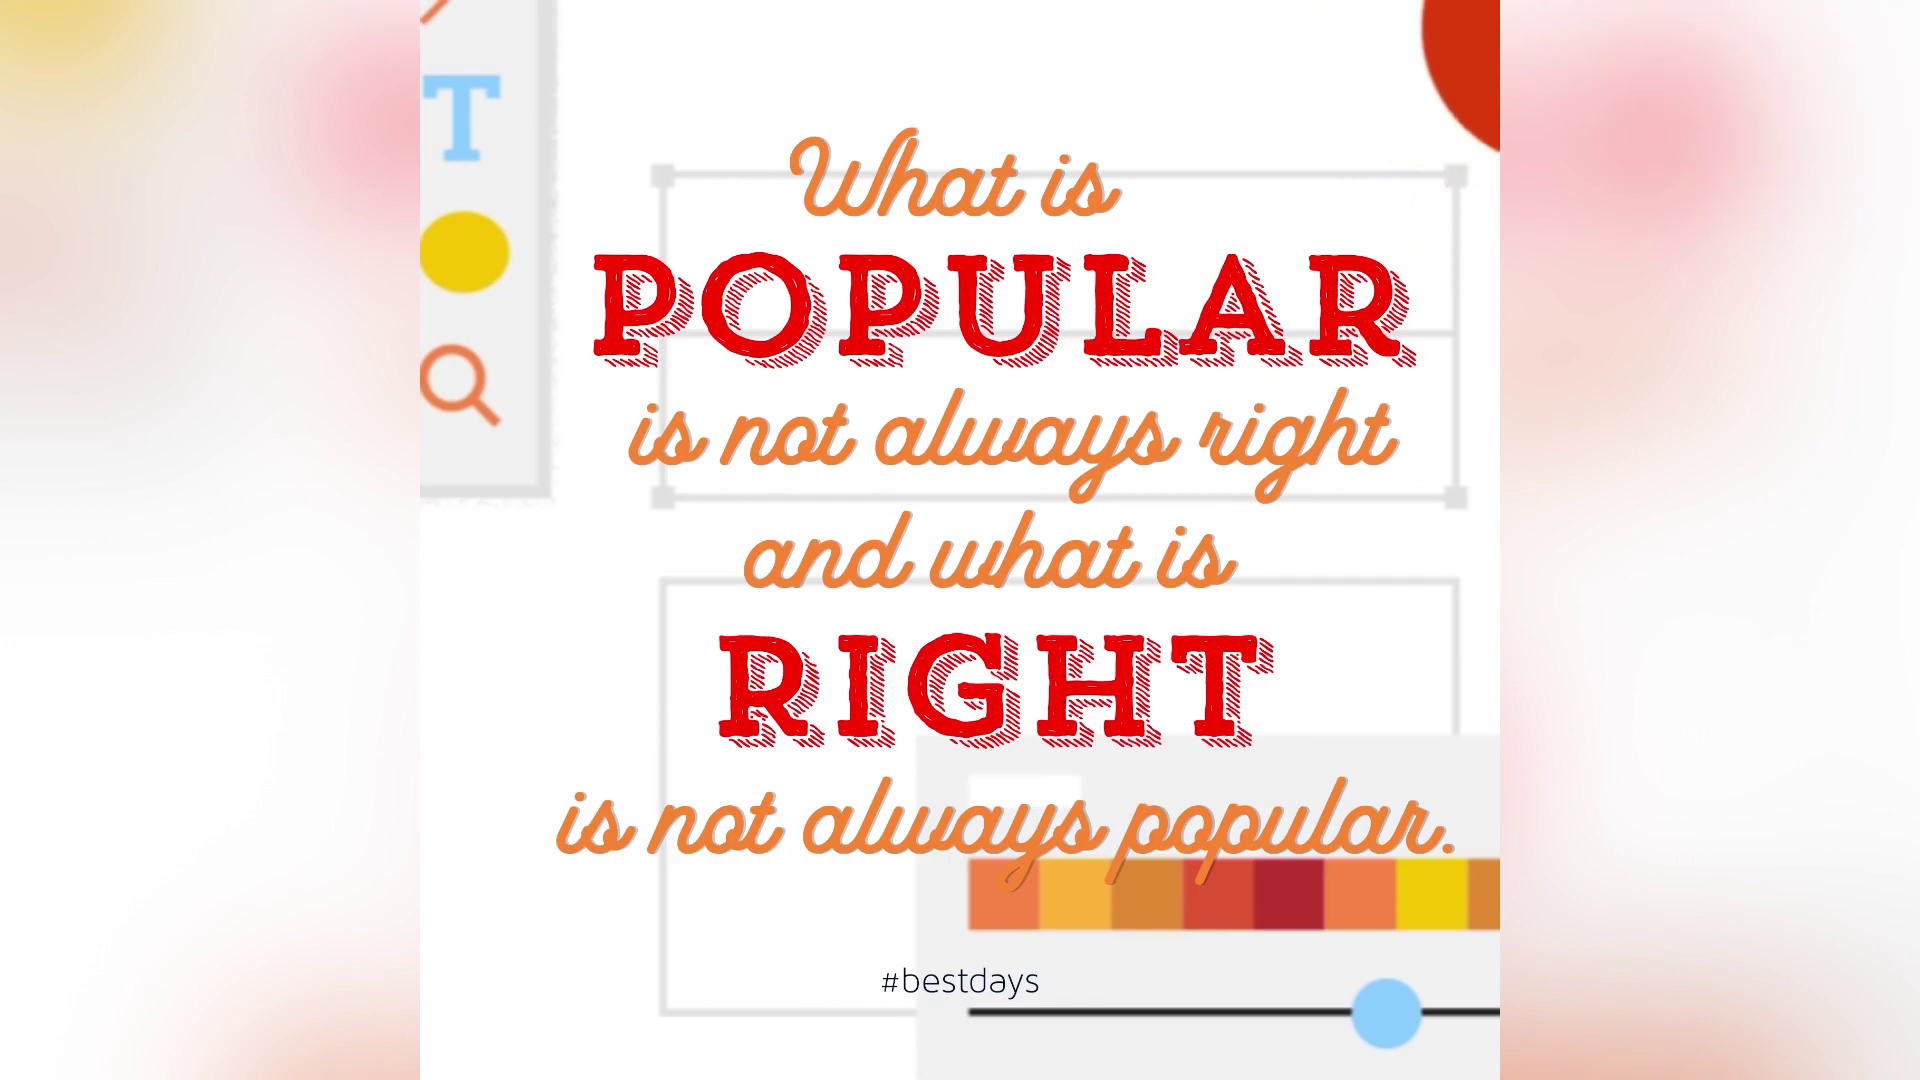 T
What is
POPULAR
is not always right
and what is
RIGHT
is not always popular.
#bestdays